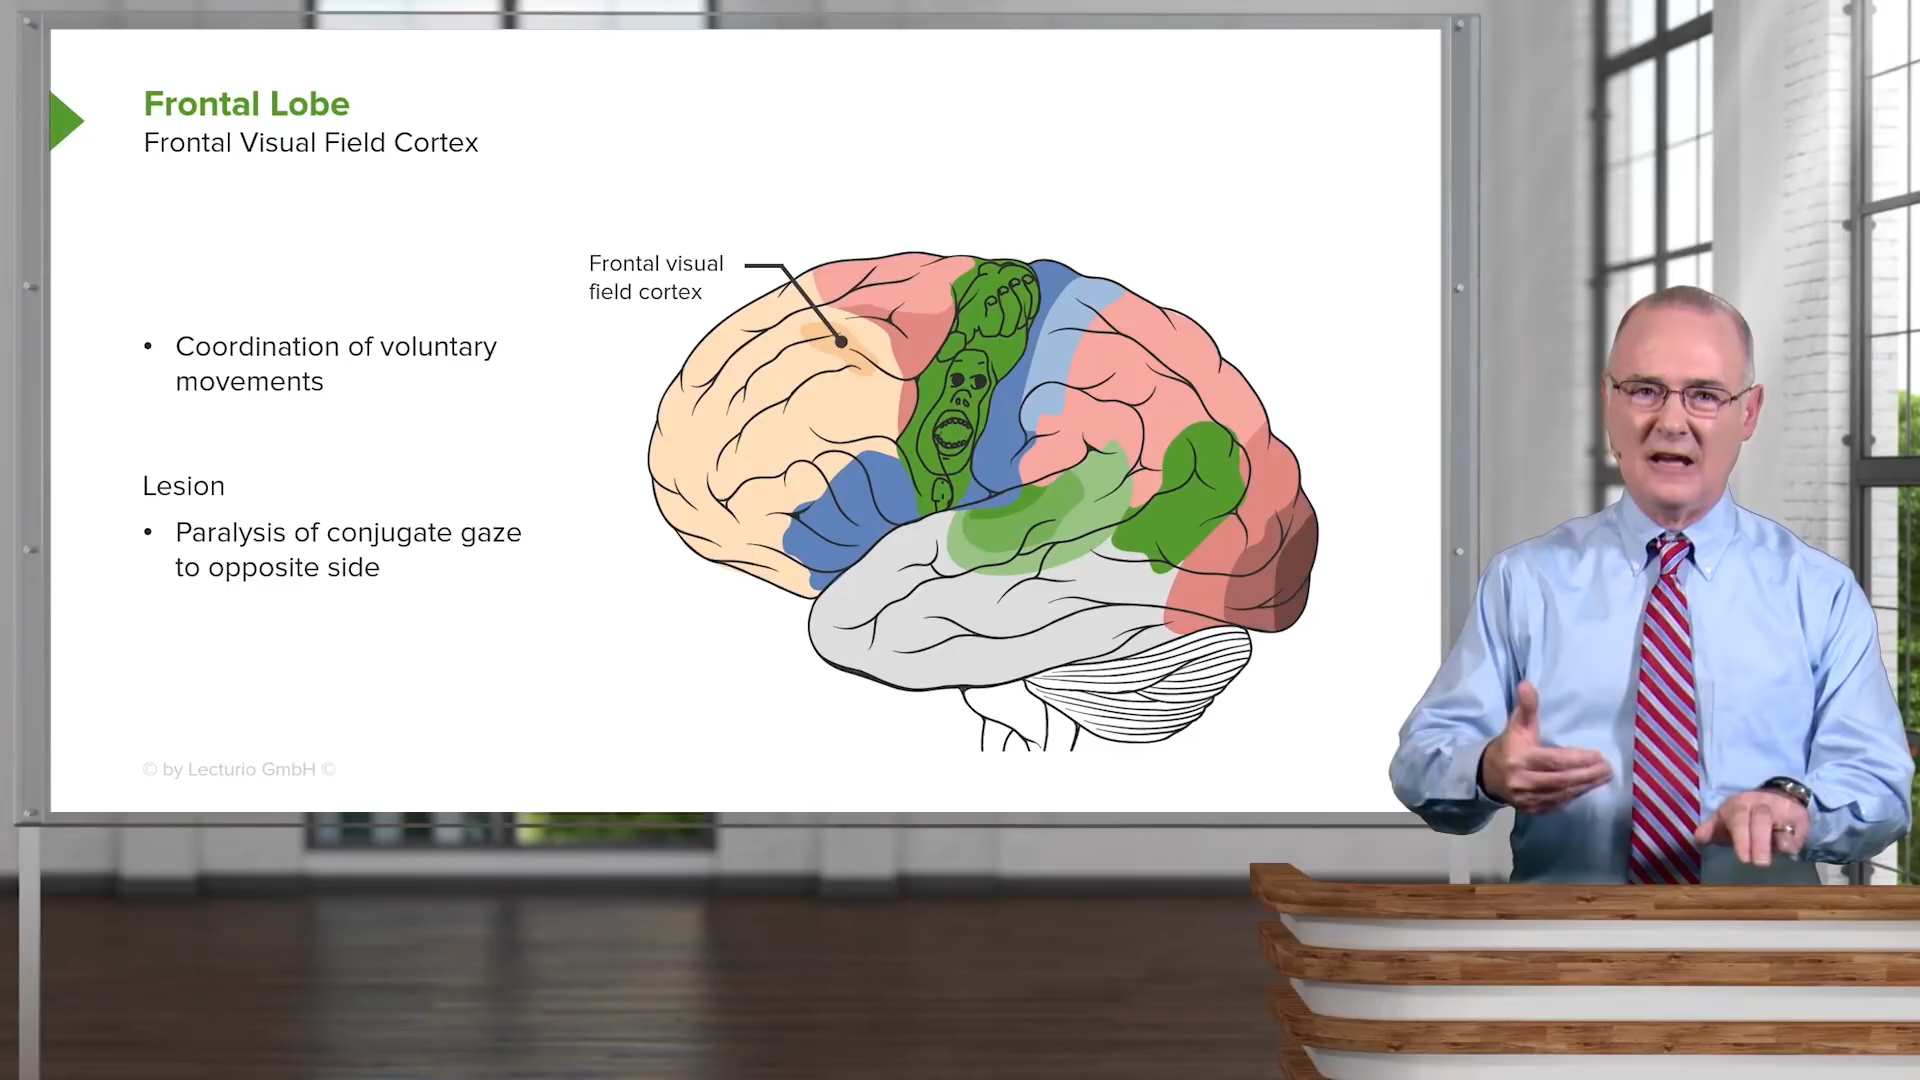 Frontal Lobe
Frontal Visual Field Cortex
Frontal visual
field cortex
• Coordination of voluntary
movements
Lesion
• Paralysis of conjugate gaze
to opposite side
© by Lecturio GmbH ©